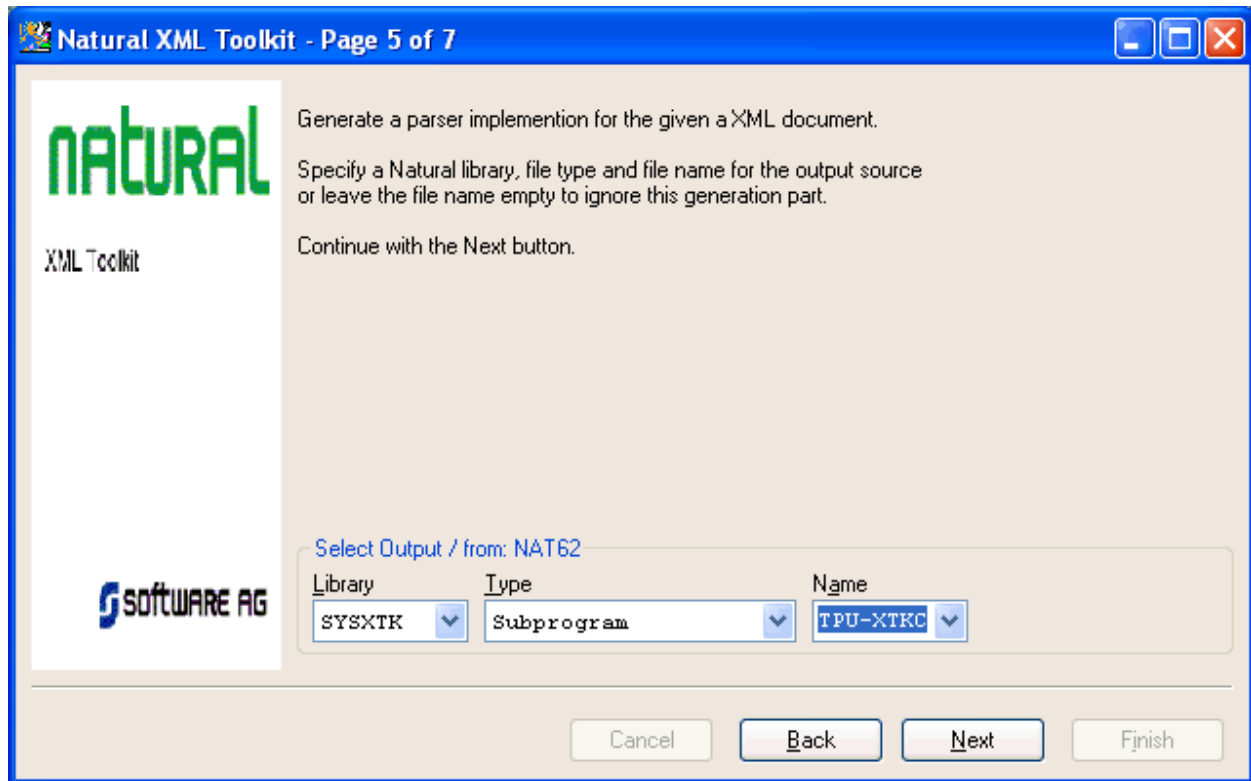 Natural XML Toolkit - Page 5 of 7
natural
XML Toolkit
software AG
Generate a parser implemention for the given a XML document.
Specify a Natural library, file type and file name for the output source
or leave the file name empty to ignore this generation part.
Continue with the Next button.
Select Output / from: NAT62
Library Type Name
SYSXTK Subprogram TPU-XTKC
Cancel Back Next Finish